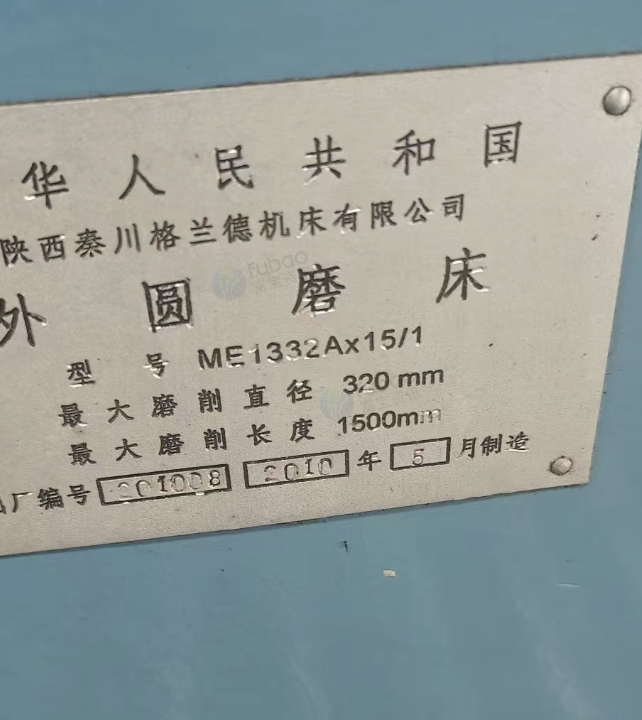 华人民共和国
陕西秦川格兰德机床有限公司
外圆磨床
型号 ME1332Ax15/1
最大磨削直径 320 mm
最大磨削长度 1500mm
厂编号 201008 2010 年 5 月制造
Fubao